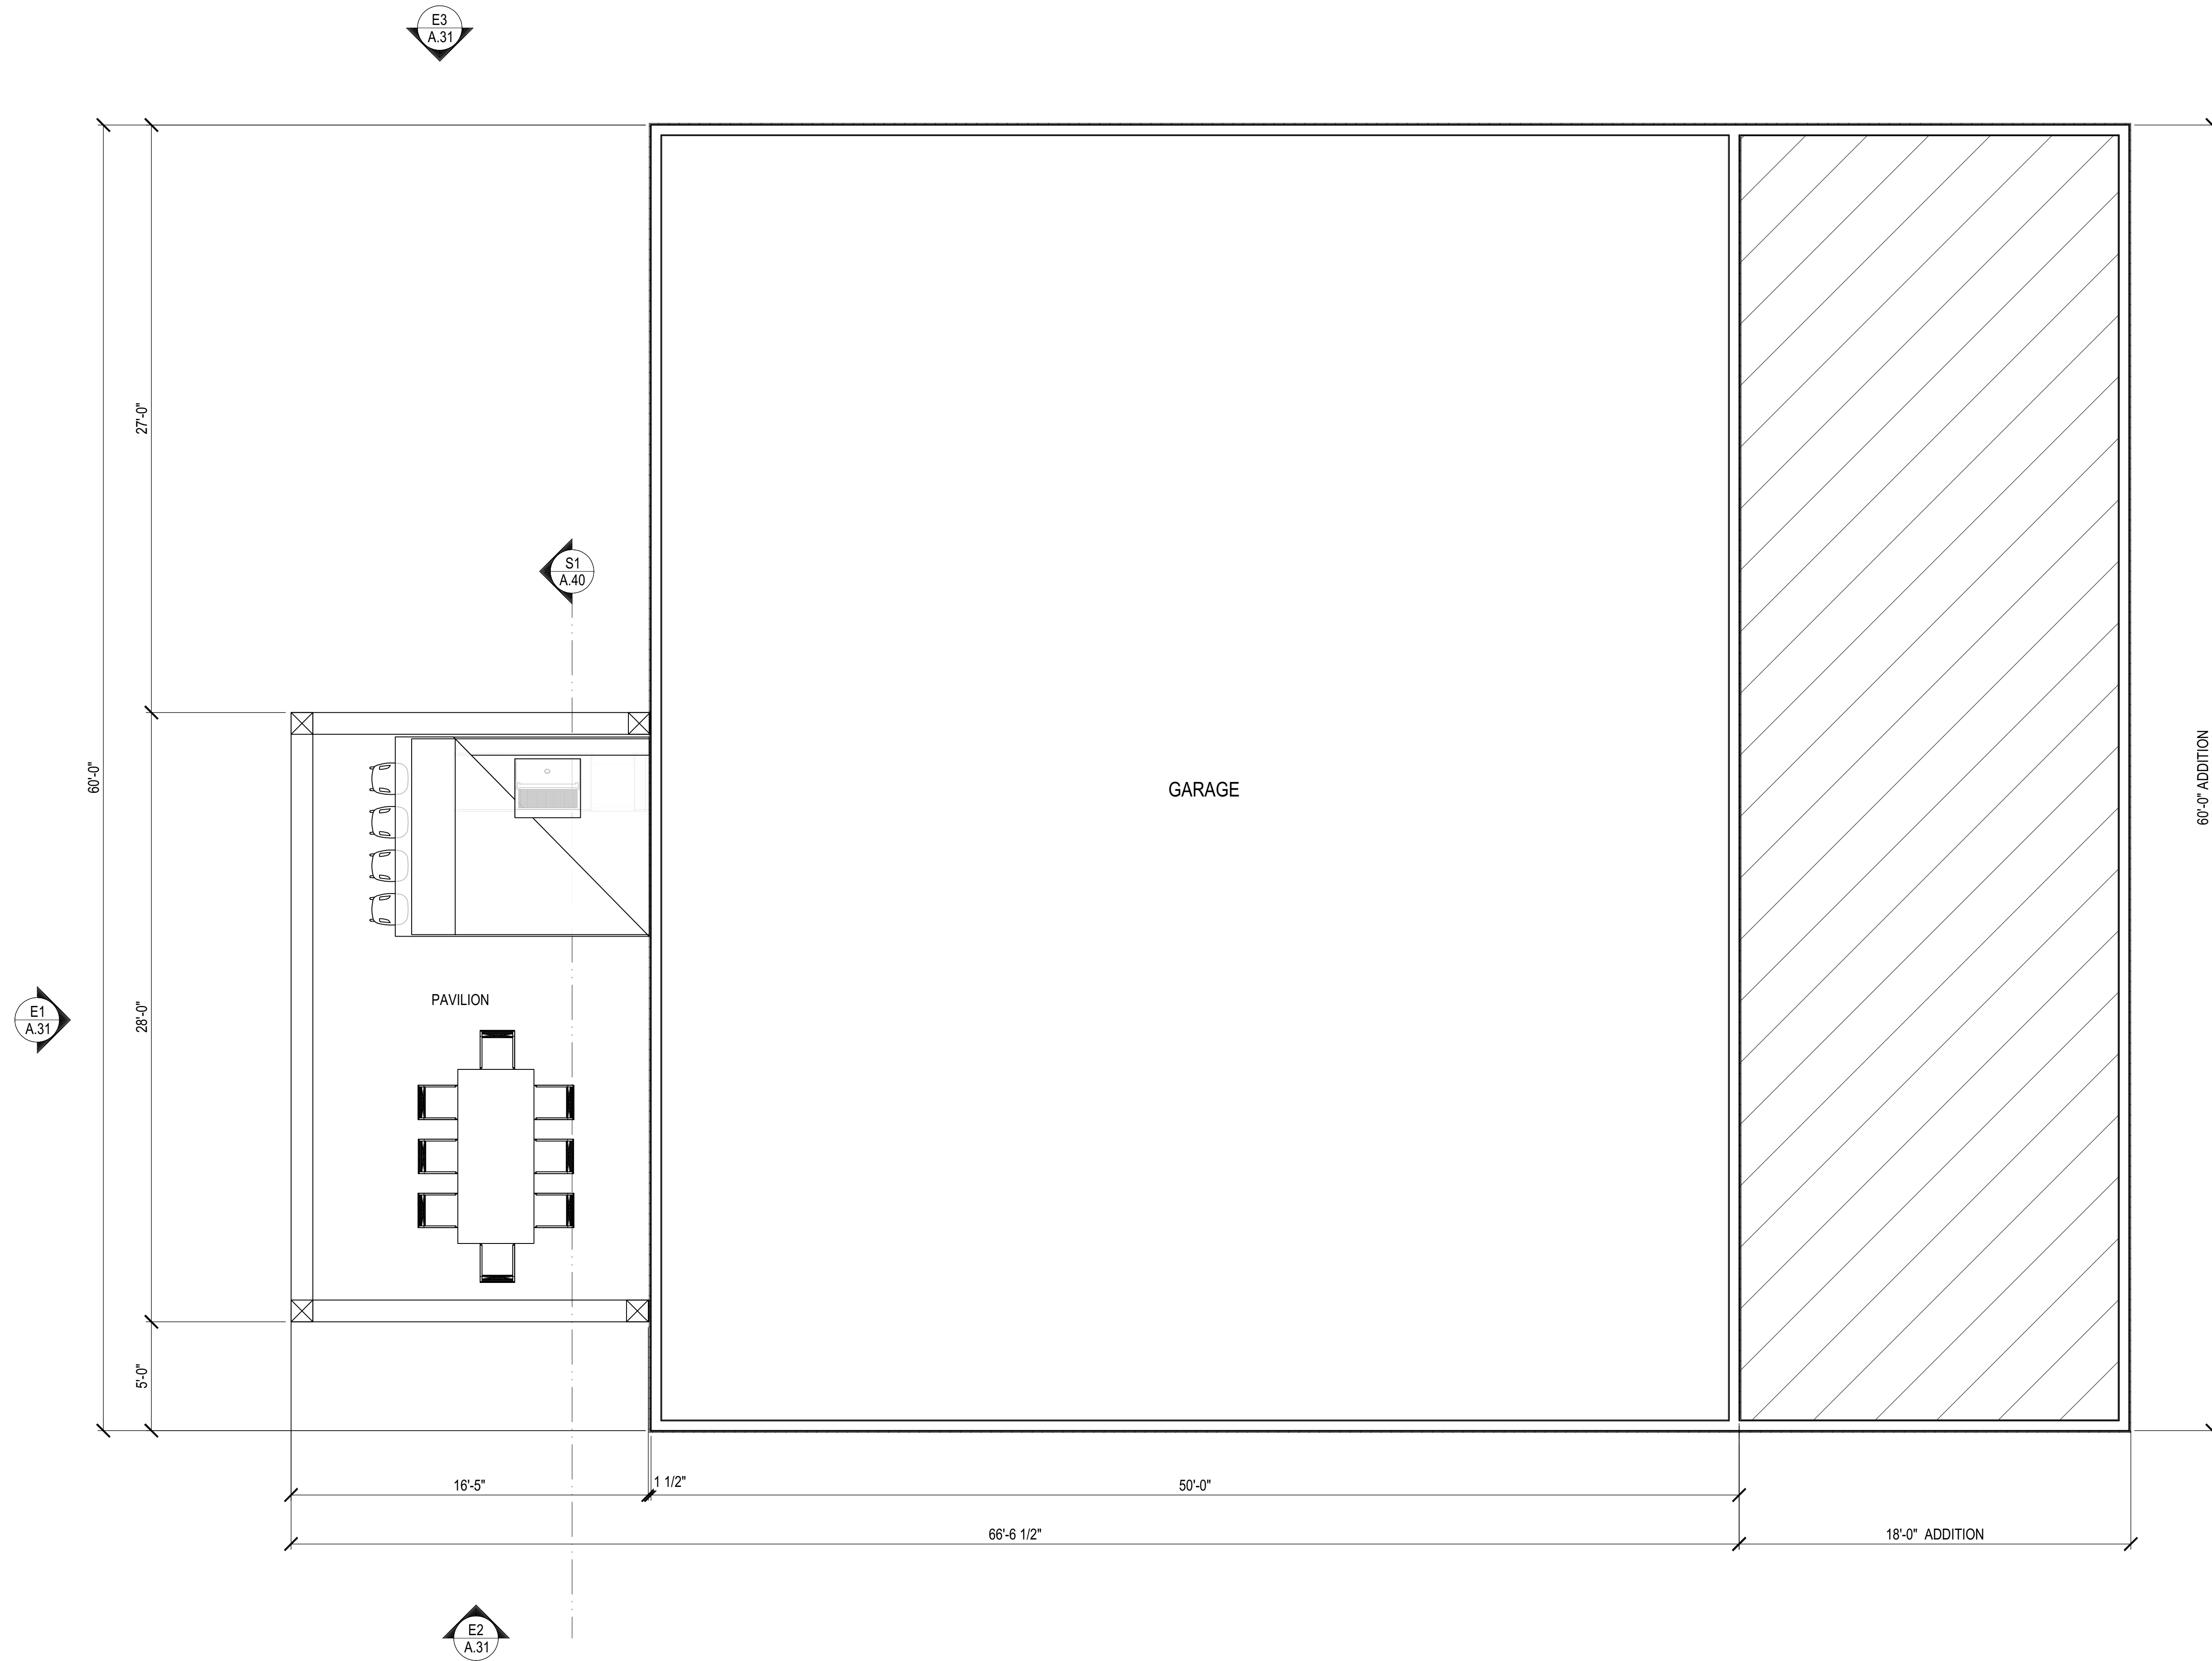 E3
A.31
27'-0"
60'-0"
S1
A.40
GARAGE
60'-0" ADDITION
PAVILION
E1
A.31
28'-0"
5'-0"
16'-5"
1 1/2"
50'-0"
66'-6 1/2"
18'-0" ADDITION
E2
A.31